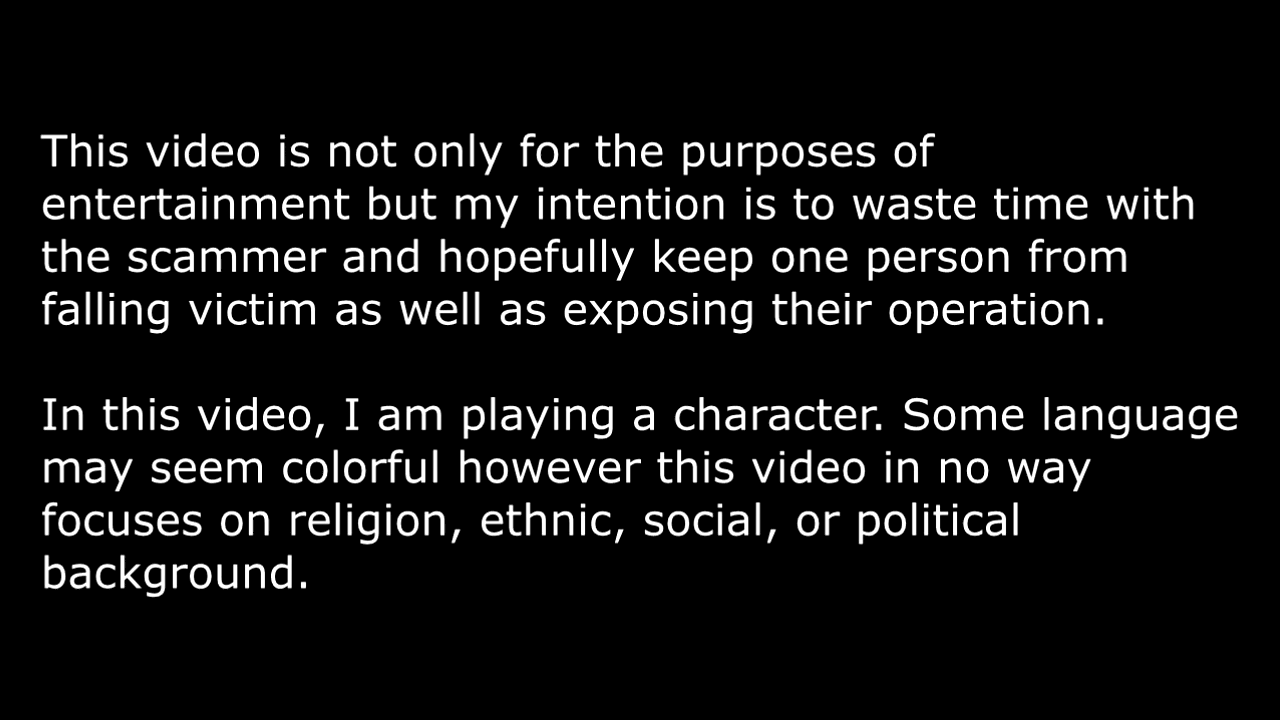 This video is not only for the purposes of
entertainment but my intention is to waste time with
the scammer and hopefully keep one person from
falling victim as well as exposing their operation.
In this video, I am playing a character. Some language
may seem colorful however this video in no way
focuses on religion, ethnic, social, or political
background.